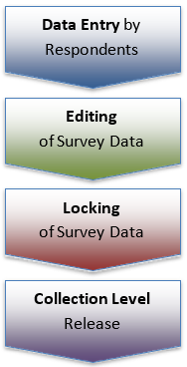 Data Entry by
Respondents
Editing
of Survey Data
Locking
of Survey Data
Collection Level
Release